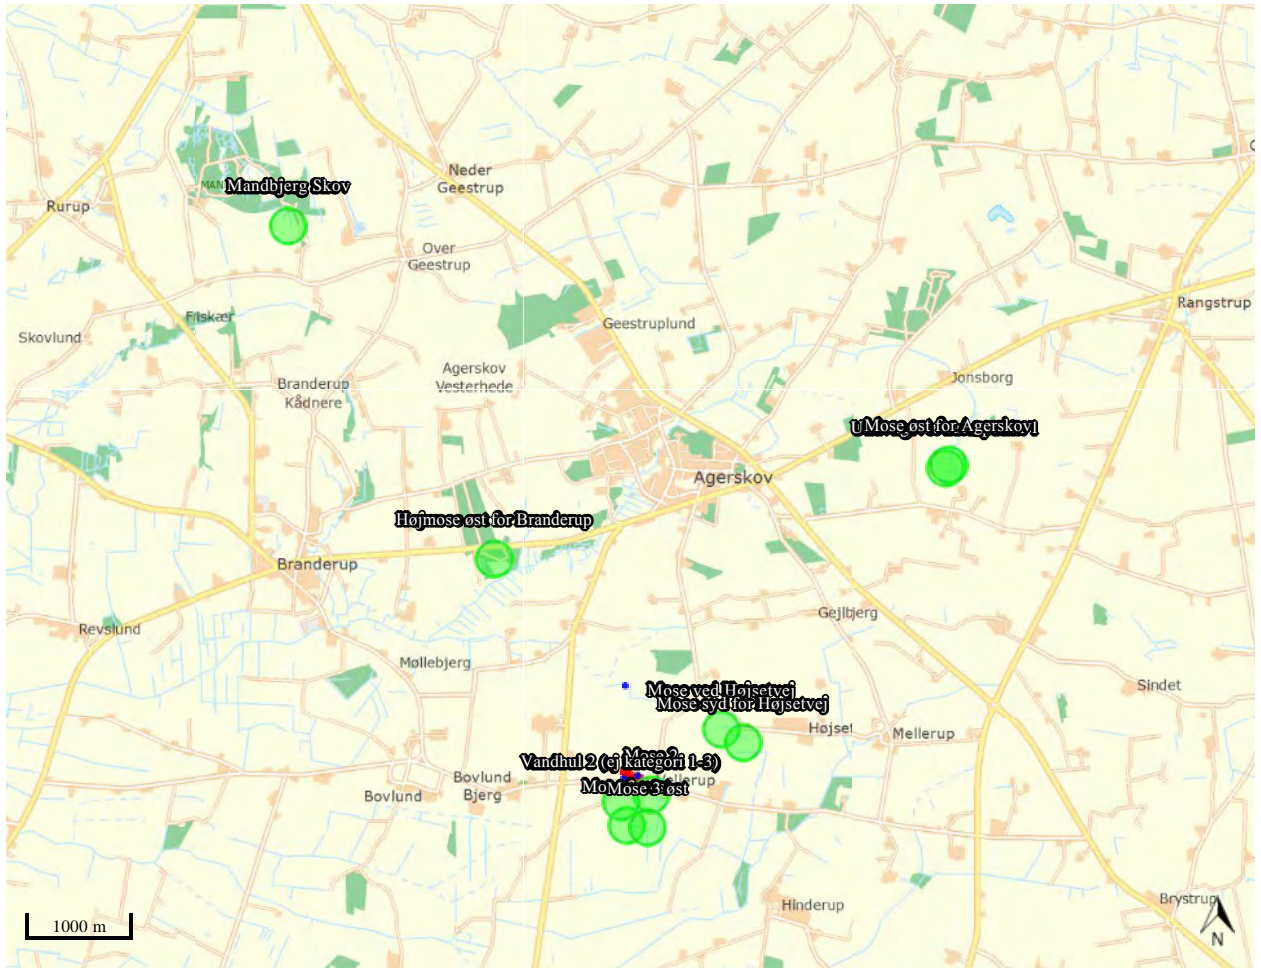 Neder
Geestrup
Mandbjerg Skov
Rurup
Over
Geestrup
Rangstrup
Fiskær
Geestruplund
Skovlund
Agerskov
Vesterhede
Jonsborg
Branderup
Kådnere
Mose øst for Agerskov
Agerskov
Højmose øst for Branderup
Branderup
Gejlbjerg
Revslund
Møllebjerg
Sindet
Mose ved Højsetvej
Mose syd for Højsetvej
Højset
Mellerup
Mose 2
Vandhul 2 (ej kategori 1-3)
Bovlund
Bjerg
Mose 3 øst
Bovlund
Hinderup
Brystrup
1000 m
N